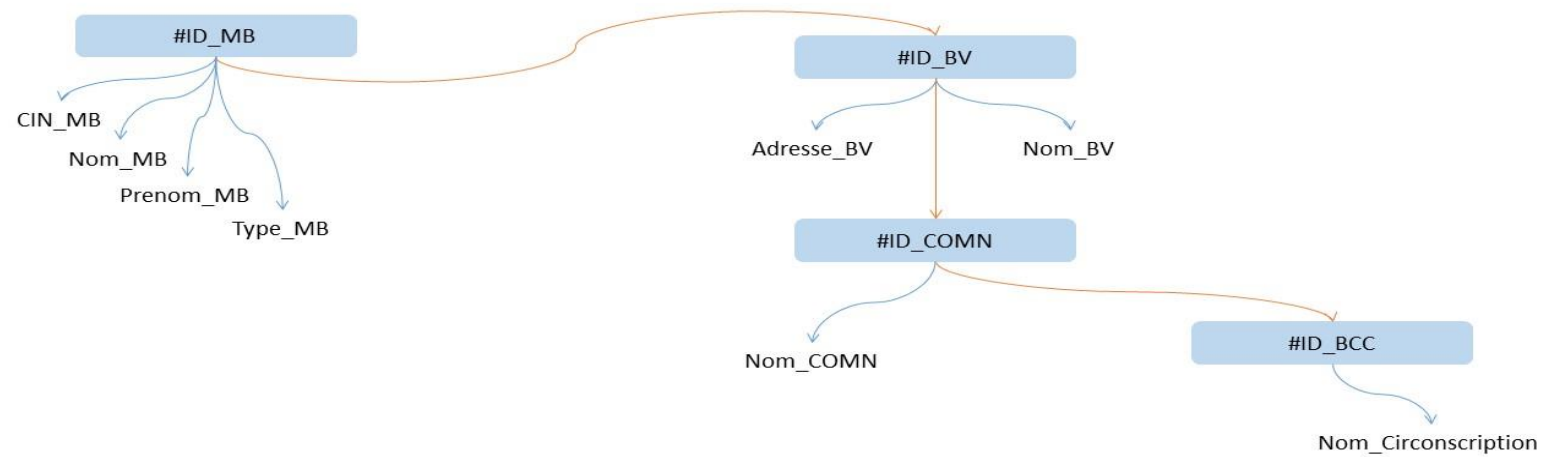 #ID_MB
#ID_BV
CIN_MB
Nom_MB
Prenom_MB
Type_MB
Adresse_BV
Nom_BV
#ID_COMN
Nom_COMN
#ID_BCC
Nom_Circonscription